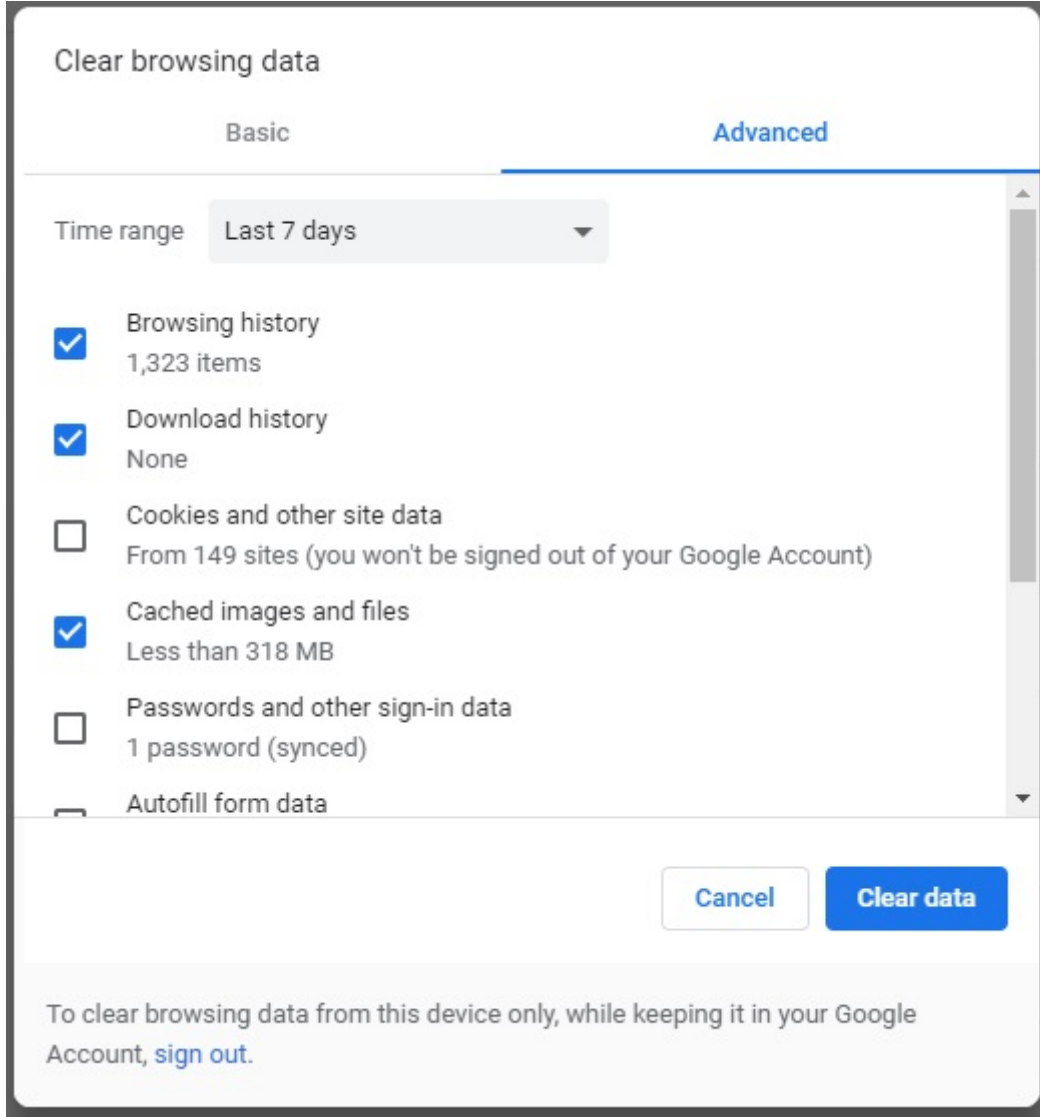 Clear browsing data
Basic
Advanced
Time range
Last 7 days
Browsing history
1,323 items
Download history
None
Cookies and other site data
From 149 sites (you won't be signed out of your Google Account)
Cached images and files
Less than 318 MB
Passwords and other sign-in data
1 password (synced)
Autofill form data
Cancel
Clear data
To clear browsing data from this device only, while keeping it in your Google
Account, sign out.